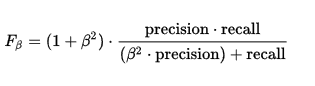 F_β = (1 + β²) · (precision · recall) / ((β² · precision) + recall)